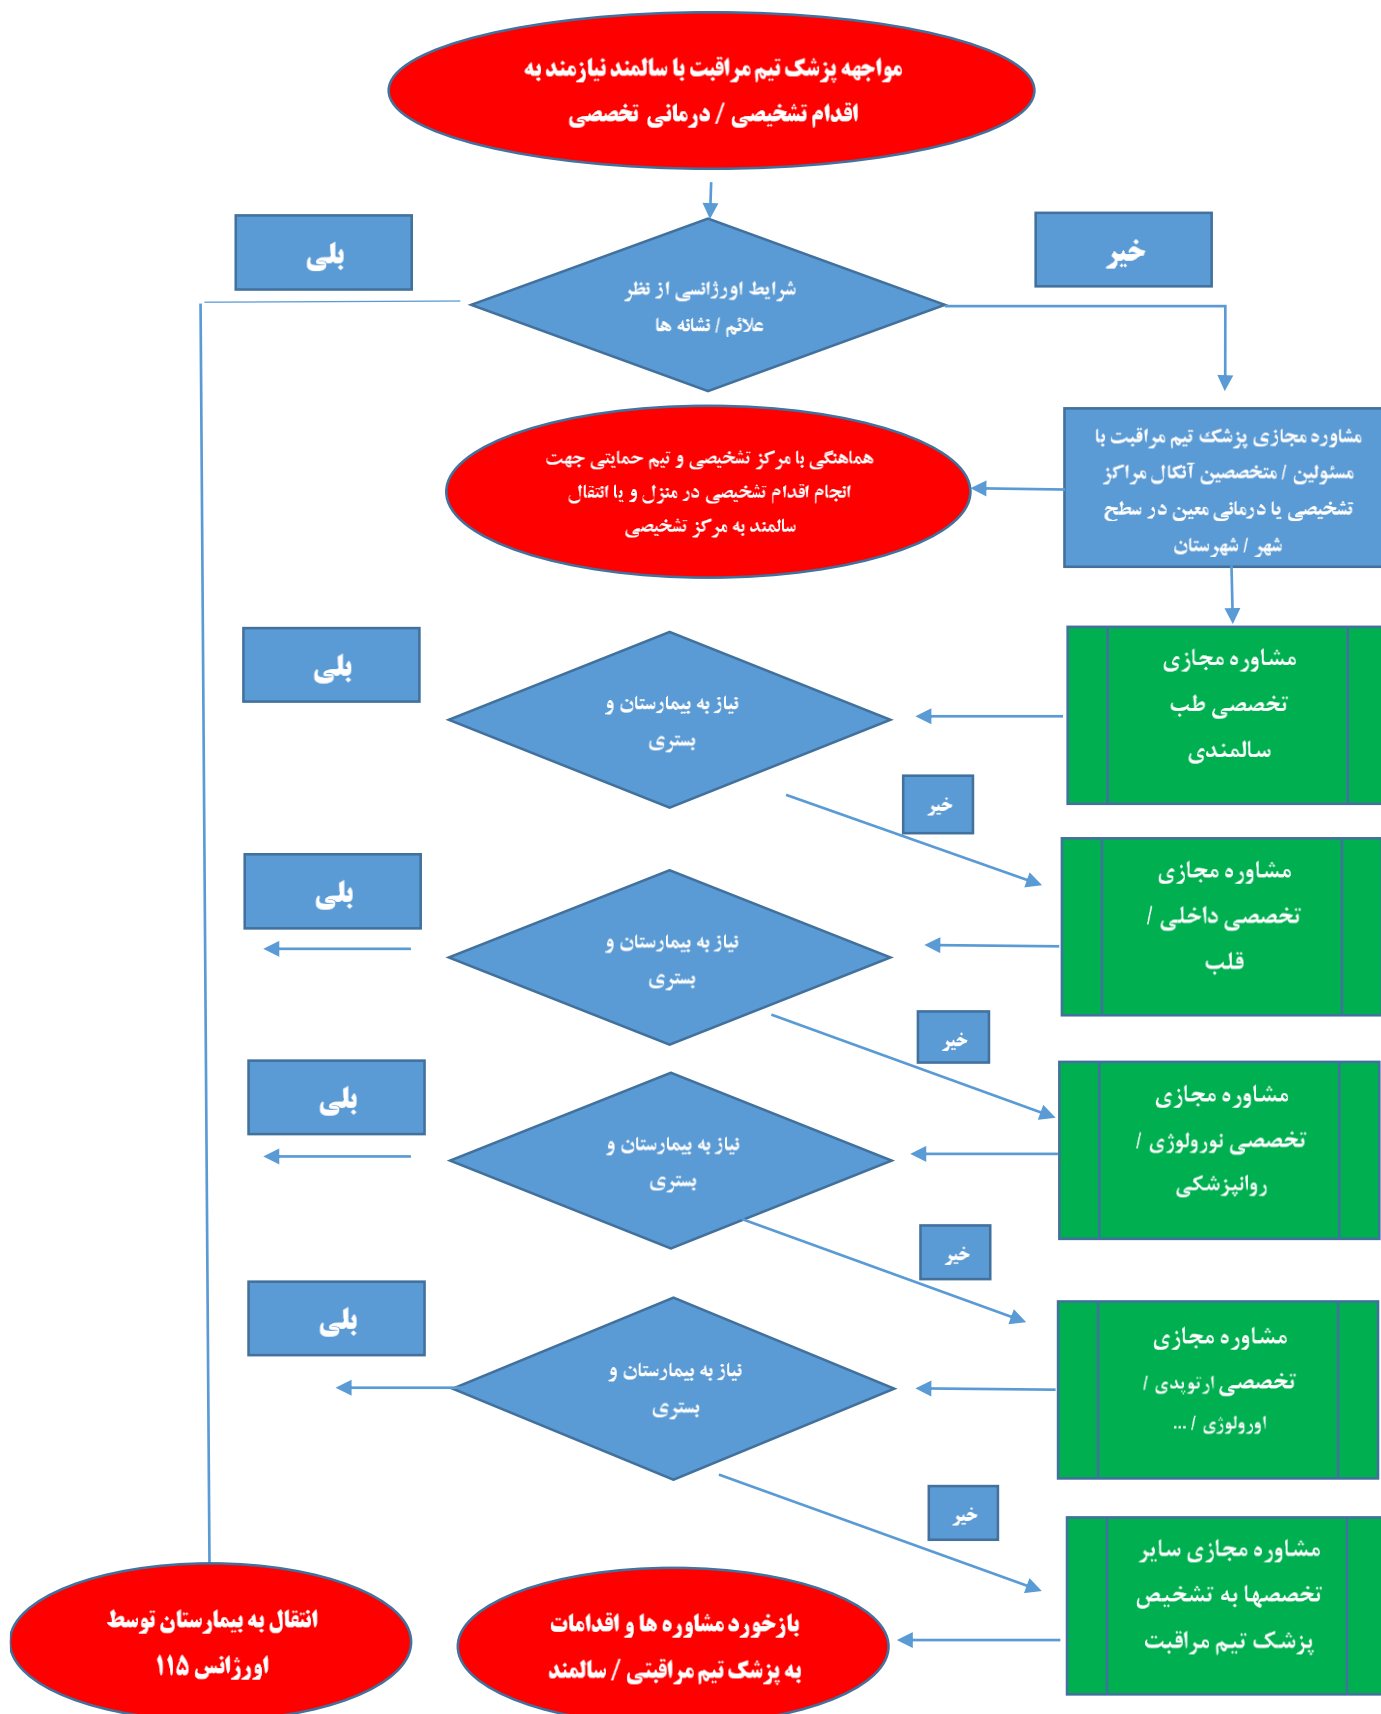 مواجهه پزشک تیم مراقبت با سالمند نیازمند به
اقدام تشخیصی / درمانی تخصصی
خیر
بلی
شرایط اورژانسی از نظر
علائم / نشانه ها
مشاوره مجازی پزشک تیم مراقبت با
مسئولین / متخصصین آنکال مراکز
تشخیصی یا درمانی معین در سطح
شهر / شهرستان
هماهنگی با مرکز تشخیصی و تیم حمایتی جهت
انجام اقدام تشخیصی در منزل و یا انتقال
سالمند به مرکز تشخیصی
مشاوره مجازی
تخصصی طب
سالمندی
نیاز به بیمارستان و
بستری
بلی
خیر
مشاوره مجازی
تخصصی داخلی /
قلب
نیاز به بیمارستان و
بستری
بلی
خیر
مشاوره مجازی
تخصصی نورولوژی /
روانپزشکی
نیاز به بیمارستان و
بستری
بلی
خیر
مشاوره مجازی
تخصصی ارتوپدی /
اورولوژی / ...
نیاز به بیمارستان و
بستری
بلی
خیر
مشاوره مجازی سایر
تخصصها به تشخیص
پزشک تیم مراقبت
بازخورد مشاوره ها و اقدامات
به پزشک تیم مراقبتی / سالمند
انتقال به بیمارستان توسط
اورژانس ۱۱۵